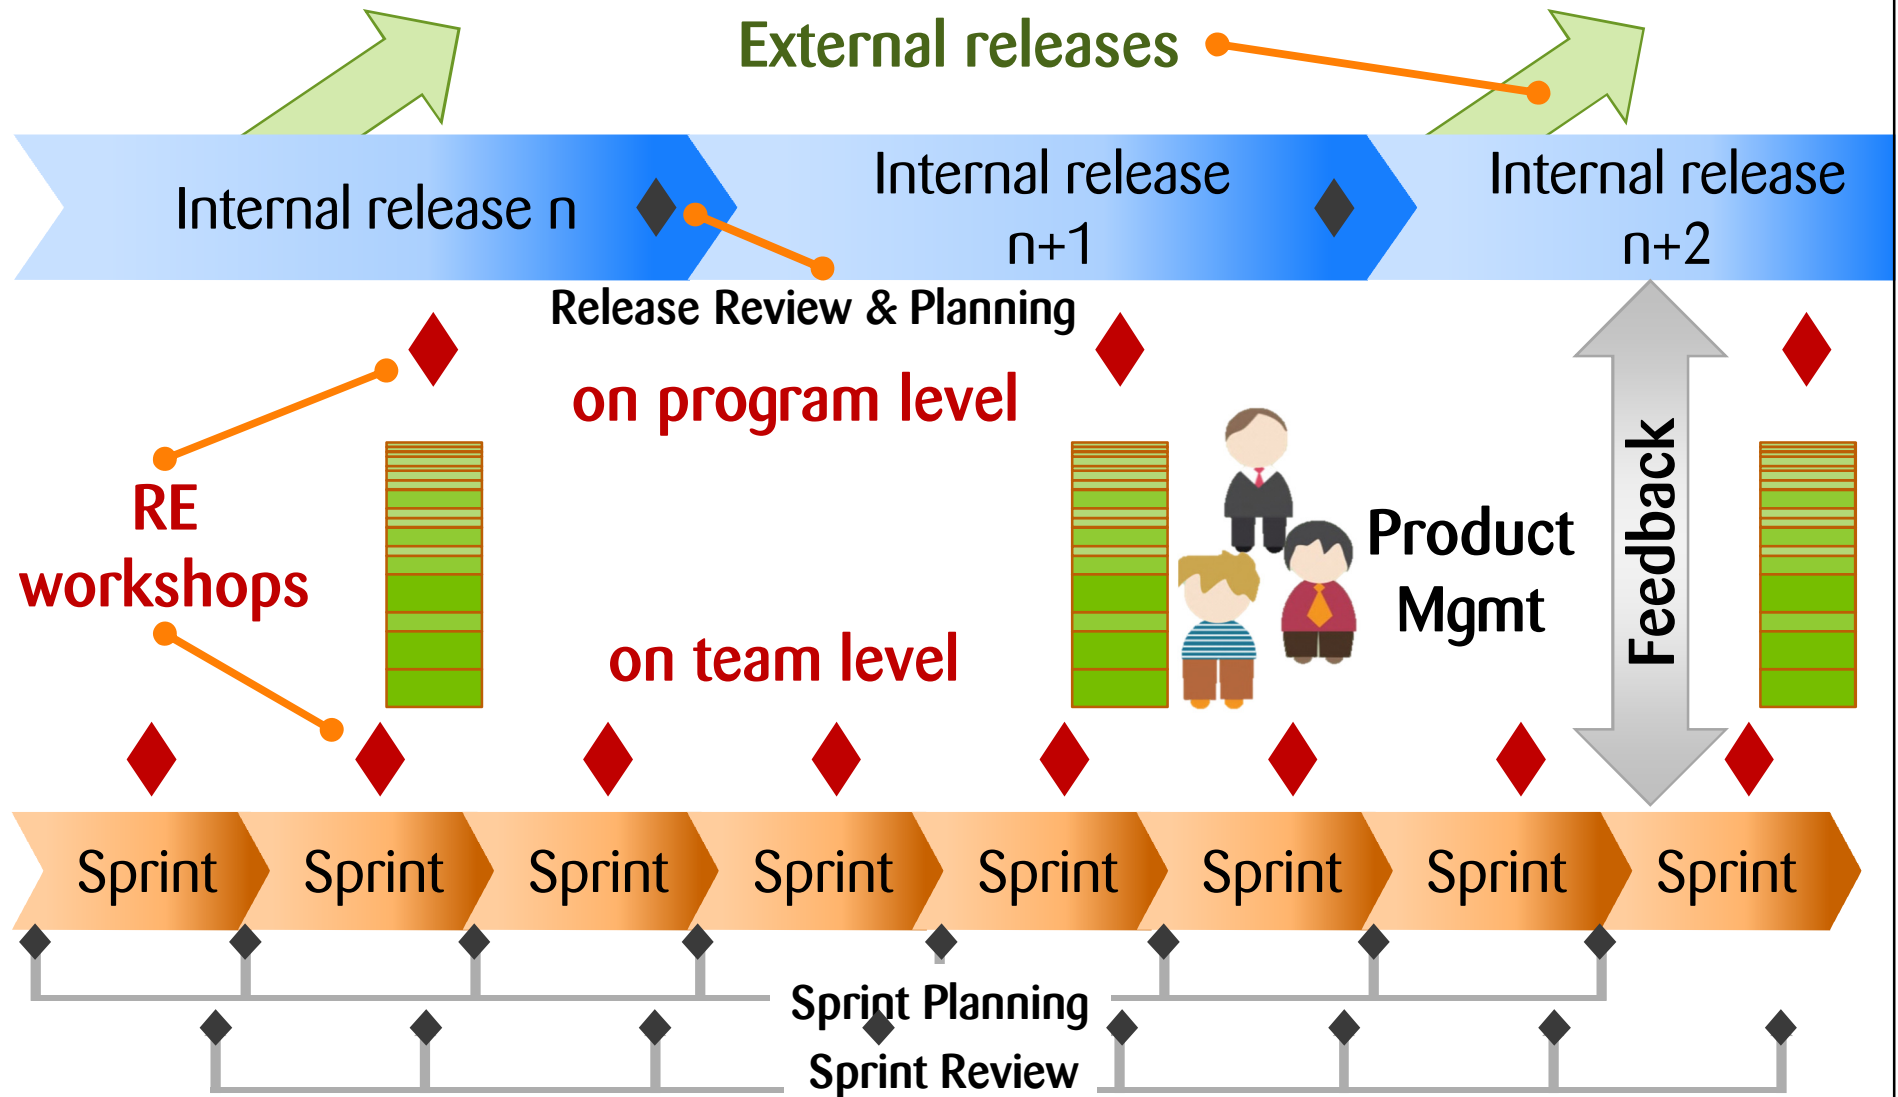 External releases
Internal release n
Internal release
n+1
Internal release
n+2
Release Review & Planning
on program level
RE
workshops
Product
Mgmt
Feedback
on team level
Sprint
Sprint
Sprint
Sprint
Sprint
Sprint
Sprint
Sprint
Sprint Planning
Sprint Review